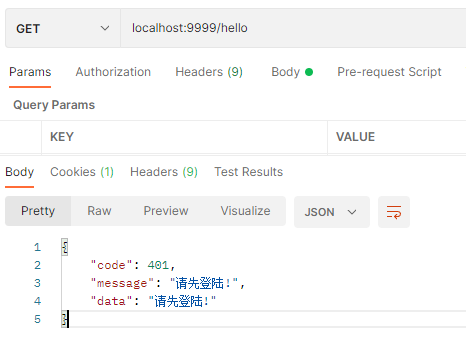 GET localhost:9999/hello
Params Authorization Headers (9) Body Pre-request Script
Query Params
KEY VALUE
Body Cookies (1) Headers (9) Test Results
Pretty Raw Preview Visualize JSON
1 {
2 "code": 401,
3 "message": "请先登陆!",
4 "data": "请先登陆!"
5 }